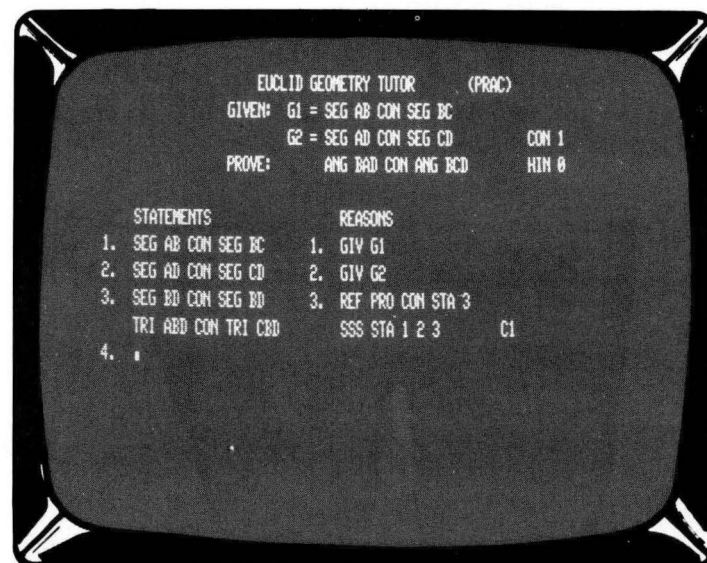 EUCLID GEOMETRY TUTOR (PRAC)
GIVEN: G1 = SEG AB CON SEG BC
G2 = SEG AD CON SEG CD CON 1
PROVE: ANG BAD CON ANG BCD HIN 0
STATEMENTS REASONS
1. SEG AB CON SEG BC 1. GIV G1
2. SEG AD CON SEG CD 2. GIV G2
3. SEG BD CON SEG BD 3. REF PRO CON STA 3
TRI ABD CON TRI CBD SSS STA 1 2 3 C1
4.